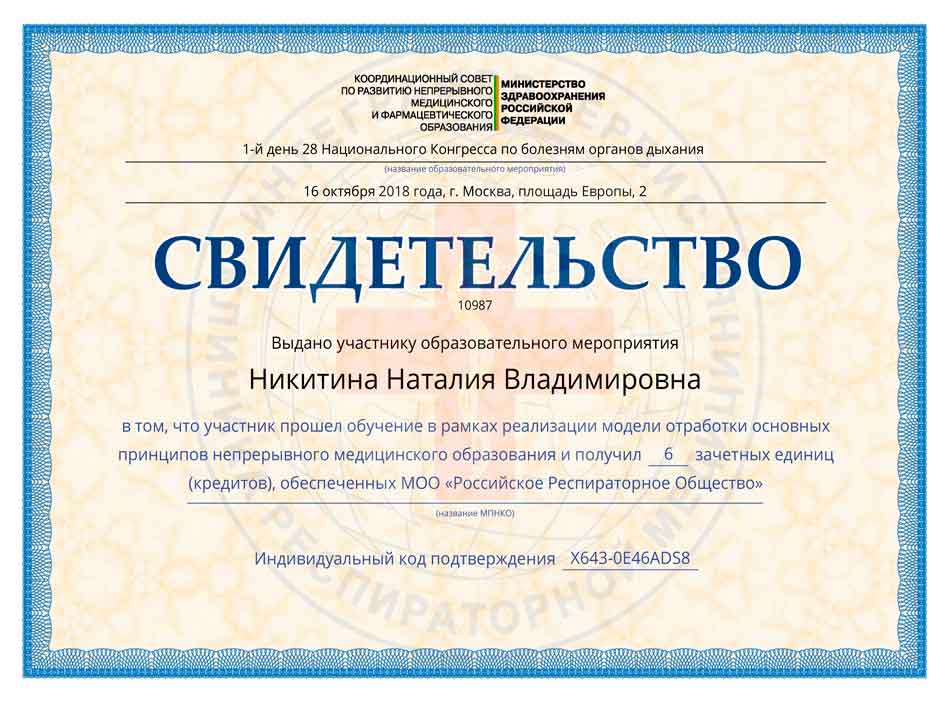 КООРДИНАЦИОННЫЙ СОВЕТ
ПО РАЗВИТИЮ НЕПРЕРЫВНОГО
МЕДИЦИНСКОГО
И ФАРМАЦЕВТИЧЕСКОГО
ОБРАЗОВАНИЯ
МИНИСТЕРСТВО
ЗДРАВООХРАНЕНИЯ
РОССИЙСКОЙ
ФЕДЕРАЦИИ
1-й день 28 Национального Конгресса по болезням органов дыхания
(название образовательного мероприятия)
16 октября 2018 года, г. Москва, площадь Европы, 2
СВИДЕТЕЛЬСТВО
10987
Выдано участнику образовательного мероприятия
Никитина Наталия Владимировна
в том, что участник прошел обучение в рамках реализации модели отработки основных
принципов непрерывного медицинского образования и получил 6 зачетных единиц
(кредитов), обеспеченных МОО «Российское Респираторное Общество»
(название МПНКО)
Индивидуальный код подтверждения X643-0E46ADS8
РЕСПИРАТОРНОЙ